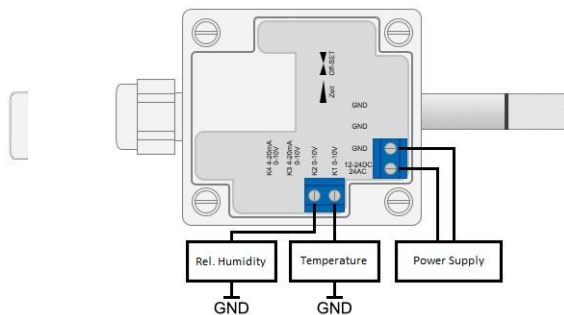 Off-SET
Zeit
GND
GND
GND
12-24DC
24AC
K4 4-20mA
0-10V
K3 4-20mA
0-10V
K2 0-10V
K1 0-10V
Rel. Humidity
Temperature
Power Supply
GND
GND